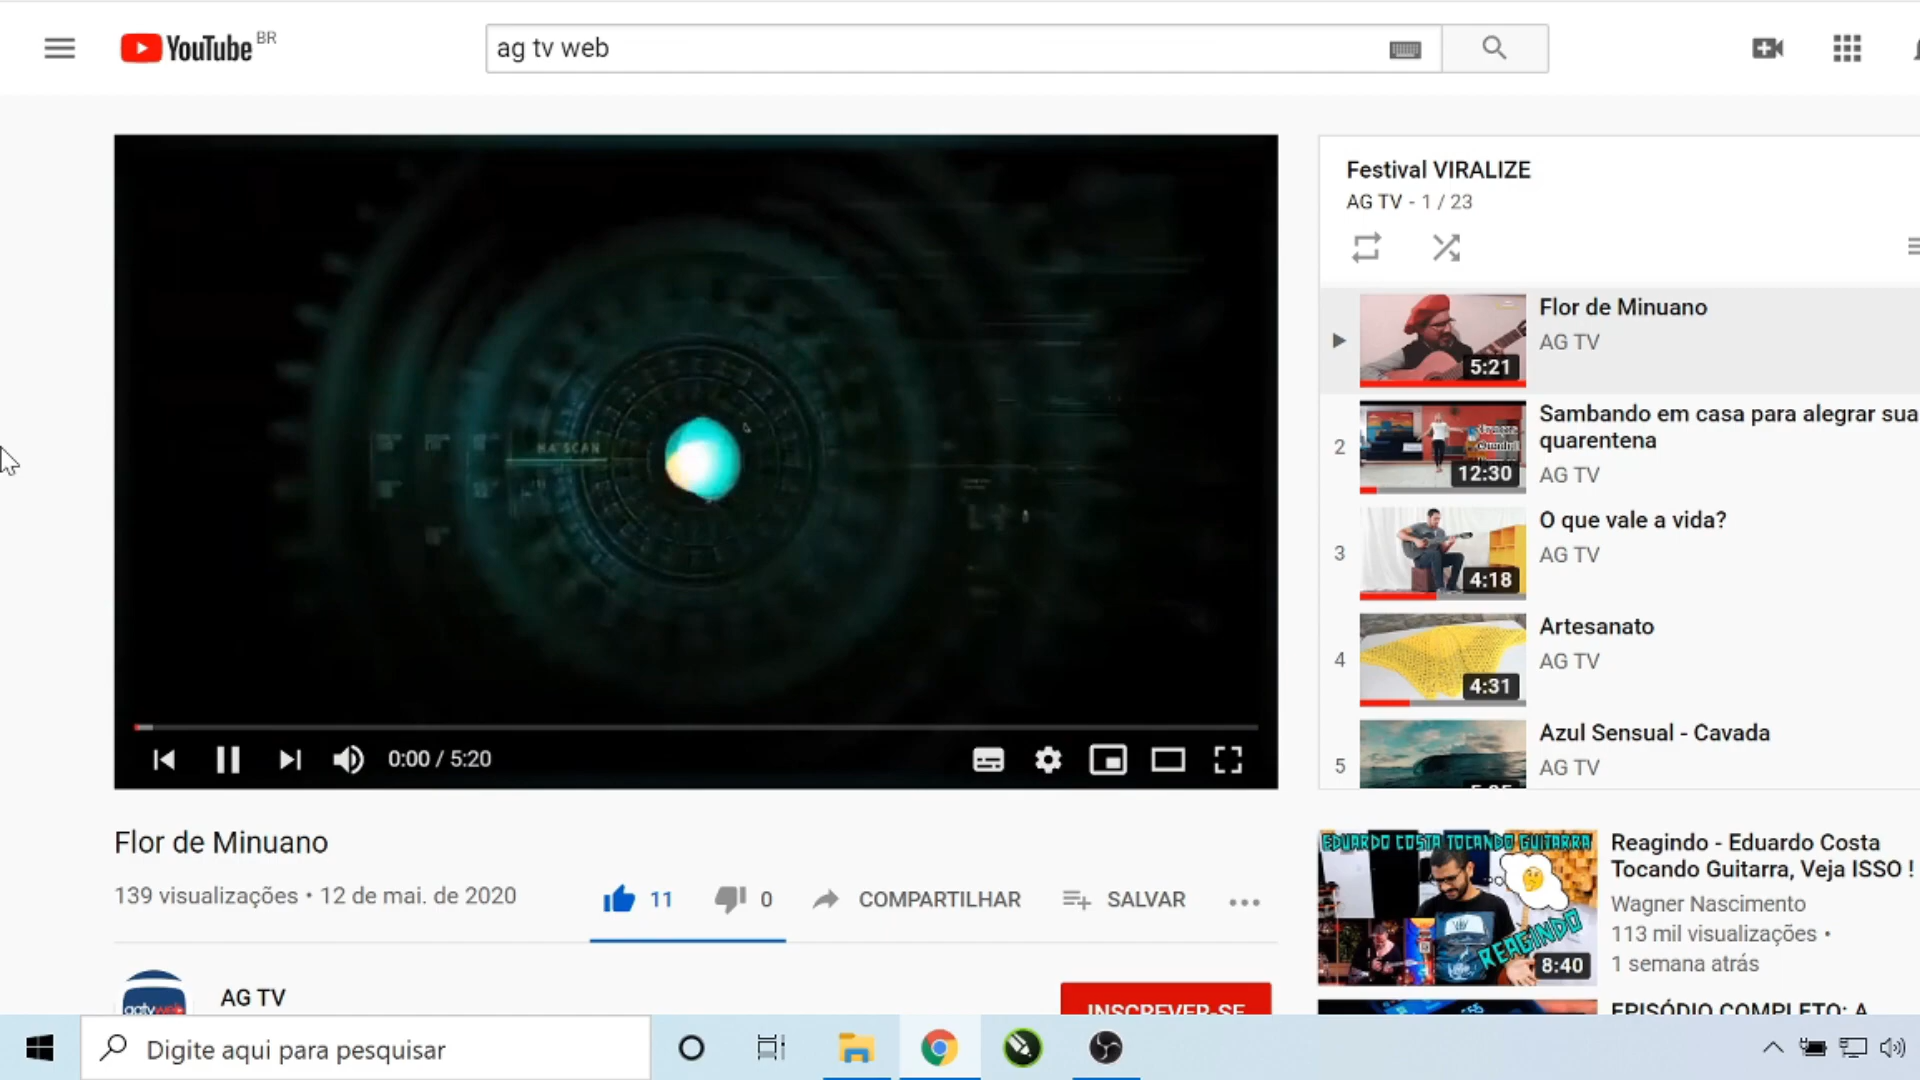 YouTube BR
ag tv web
Festival VIRALIZE
AG TV - 1 / 23
Flor de Minuano
AG TV
5:21
2
Sambando em casa para alegrar sua
quarentena
AG TV
12:30
3
O que vale a vida?
AG TV
4:18
4
Artesanato
AG TV
4:31
5
Azul Sensual - Cavada
AG TV
SCAN
0:00 / 5:20
Flor de Minuano
139 visualizações • 12 de mai. de 2020
11
0
COMPARTILHAR
SALVAR
AG TV
agtvweb
INSCREVER-SE
EDUARDO COSTA TOCANDO GUITARRA
REAGINDO
8:40
Reagindo - Eduardo Costa
Tocando Guitarra, Veja ISSO !
Wagner Nascimento
113 mil visualizações •
1 semana atrás
EPISÓDIO COMPLETO: A
Digite aqui para pesquisar